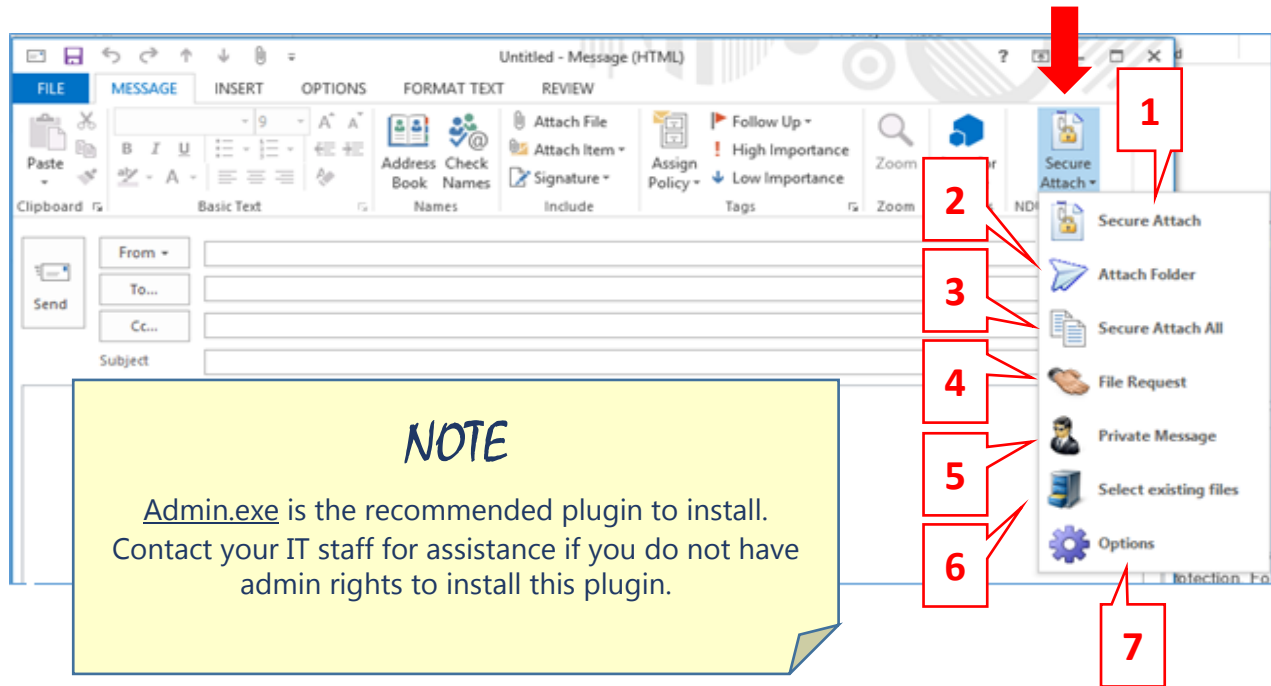 Untitled - Message (HTML)
?
FILE MESSAGE INSERT OPTIONS FORMAT TEXT REVIEW
1
Paste
9 A A
B I U
A
Address Book
Check Names
Attach File
Attach Item
Signature
Assign Policy
Follow Up
High Importance
Low Importance
Zoom
Secure Attach
Clipboard Basic Text Names Include Tags Zoom
2
Secure Attach
From
Attach Folder
To...
Send
3
Secure Attach All
Cc...
Subject
4
File Request
NOTE
Private Message
5
Select existing files
Admin.exe is the recommended plugin to install.
Contact your IT staff for assistance if you do not have
admin rights to install this plugin.
6
Options
7